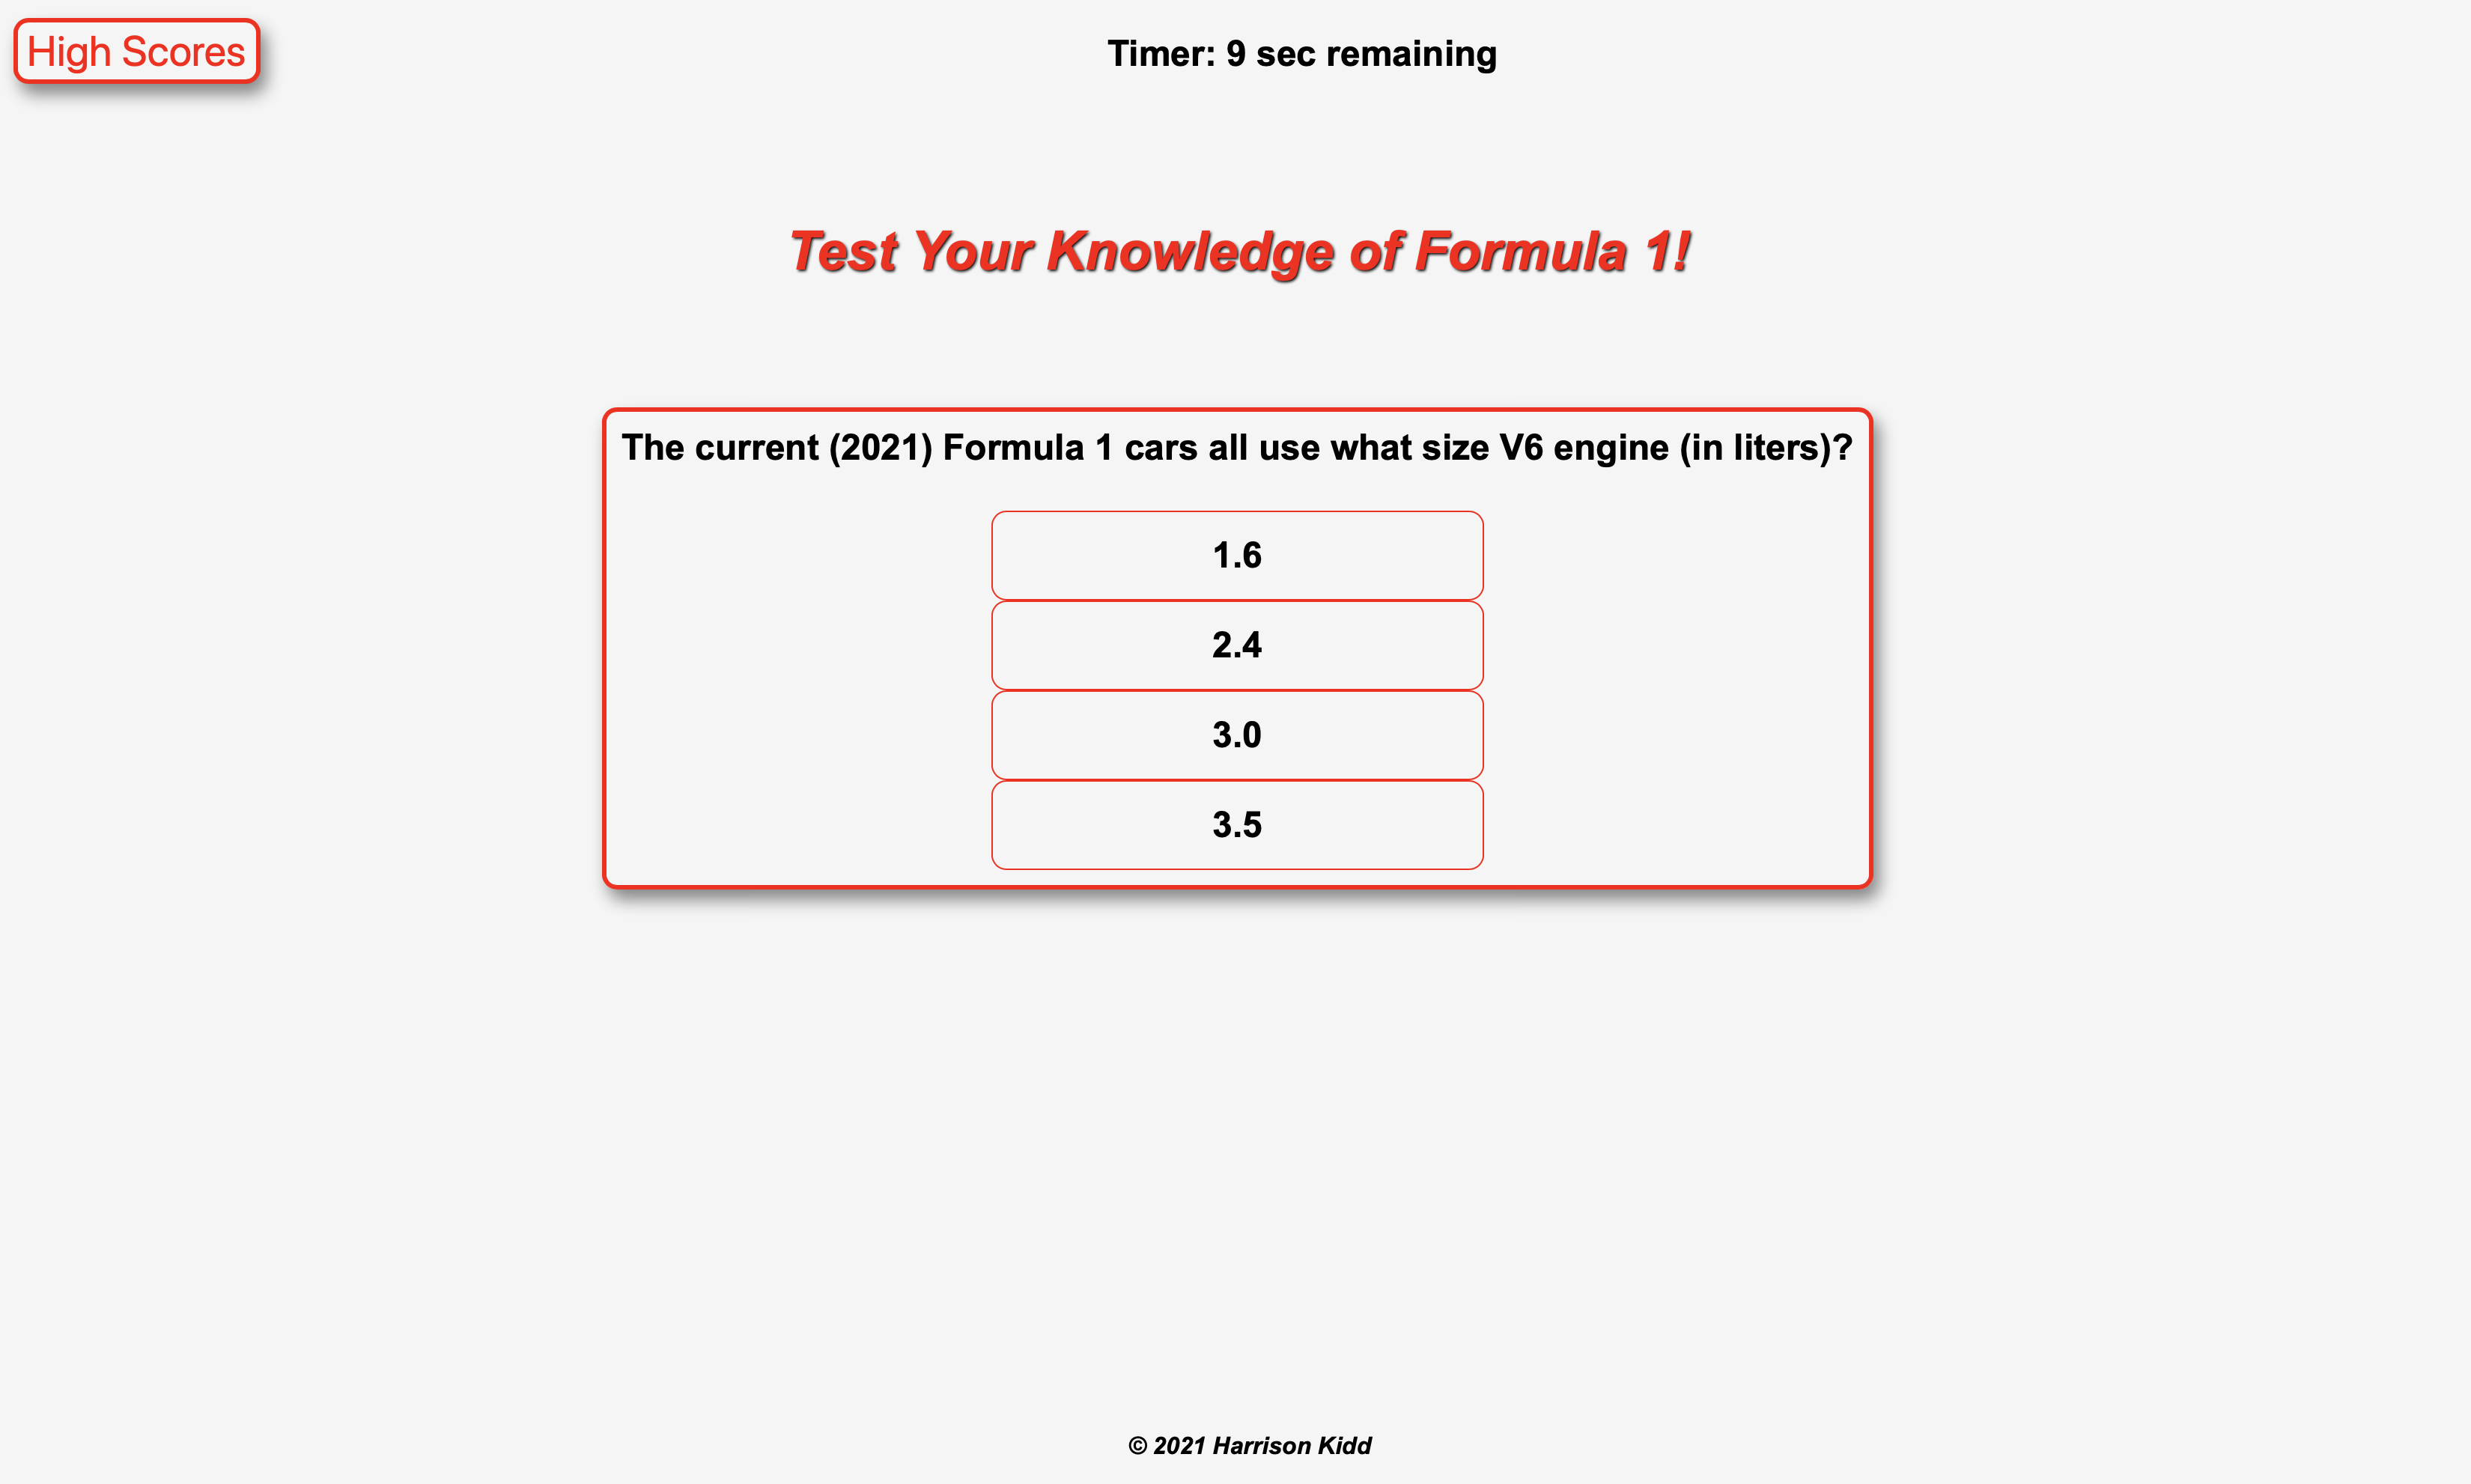 High Scores
Timer: 9 sec remaining
Test Your Knowledge of Formula 1!
The current (2021) Formula 1 cars all use what size V6 engine (in liters)?
1.6
2.4
3.0
3.5
© 2021 Harrison Kidd